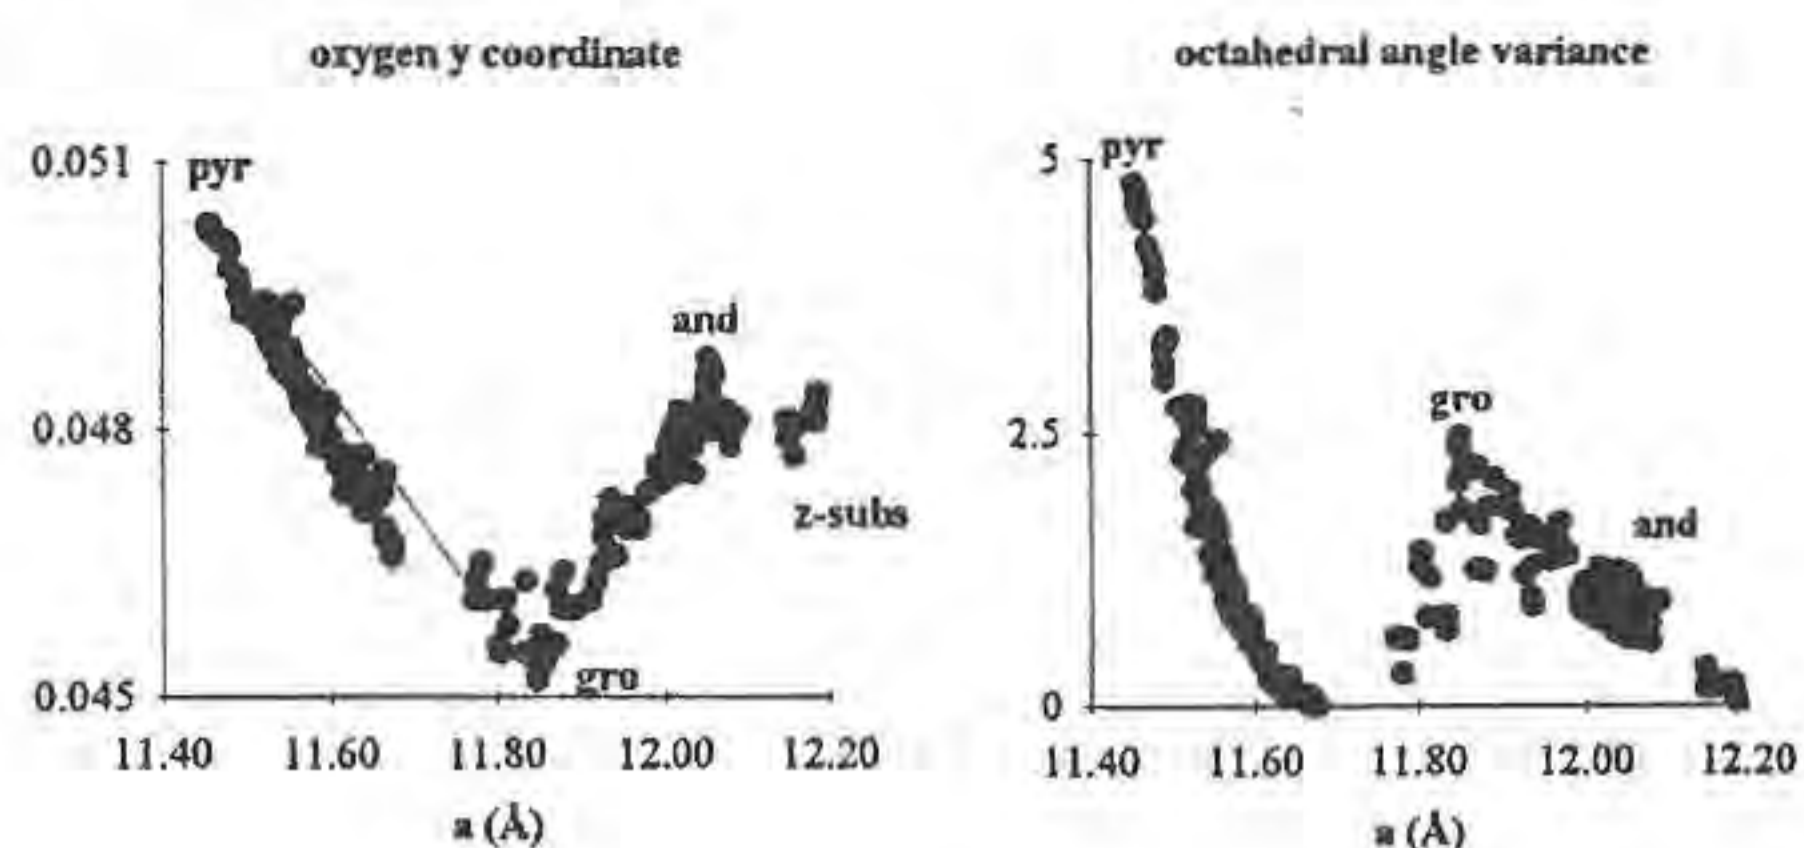 oxygen y coordinate
0.051
pyr
and
0.048
z-subs
gro
0.045
11.40 11.60 11.80 12.00 12.20
a (Å)
octahedral angle variance
5
pyr
gro
2.5
and
0
11.40 11.60 11.80 12.00 12.20
a (Å)